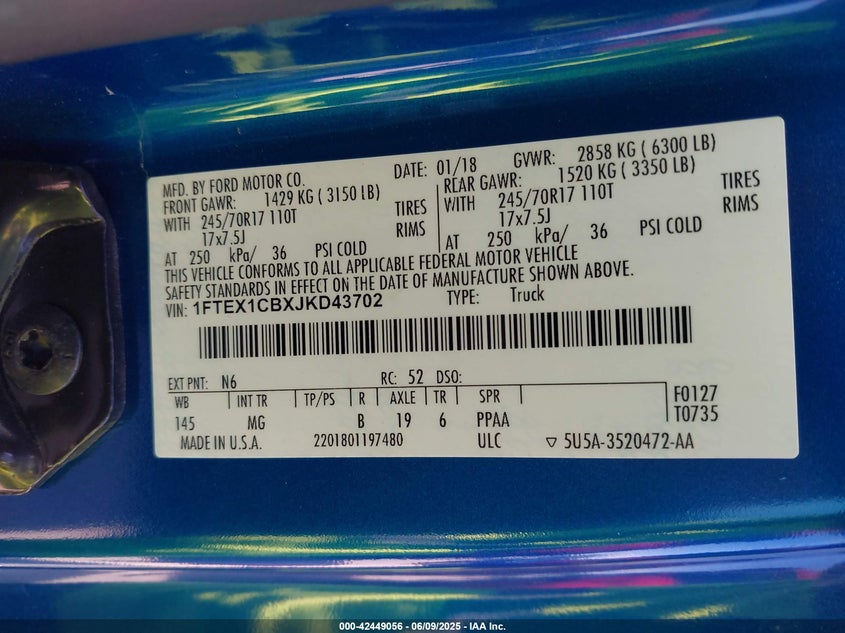 MFD. BY FORD MOTOR CO. DATE: 01/18 GVWR: 2858 KG ( 6300 LB)
FRONT GAWR: 1429 KG ( 3150 LB) REAR GAWR: 1520 KG ( 3350 LB)
WITH 245/70R17 110T TIRES WITH 245/70R17 110T TIRES
17x7.5J RIMS 17x7.5J RIMS
AT 250 kPa/ 36 PSI COLD AT 250 kPa/ 36 PSI COLD
THIS VEHICLE CONFORMS TO ALL APPLICABLE FEDERAL MOTOR VEHICLE
SAFETY STANDARDS IN EFFECT ON THE DATE OF MANUFACTURE SHOWN ABOVE.
VIN: 1FTEX1CBXJKD43702 TYPE: Truck
EXT PNT: N6 RC: 52 DSO:
WB INT TR TP/PS R AXLE TR SPR F0127
145 MG B 19 6 PPAA T0735
MADE IN U.S.A. 2201801197480 ULC ▽ 5U5A-3520472-AA
000-42449056 - 06/09/2025 - IAA Inc.